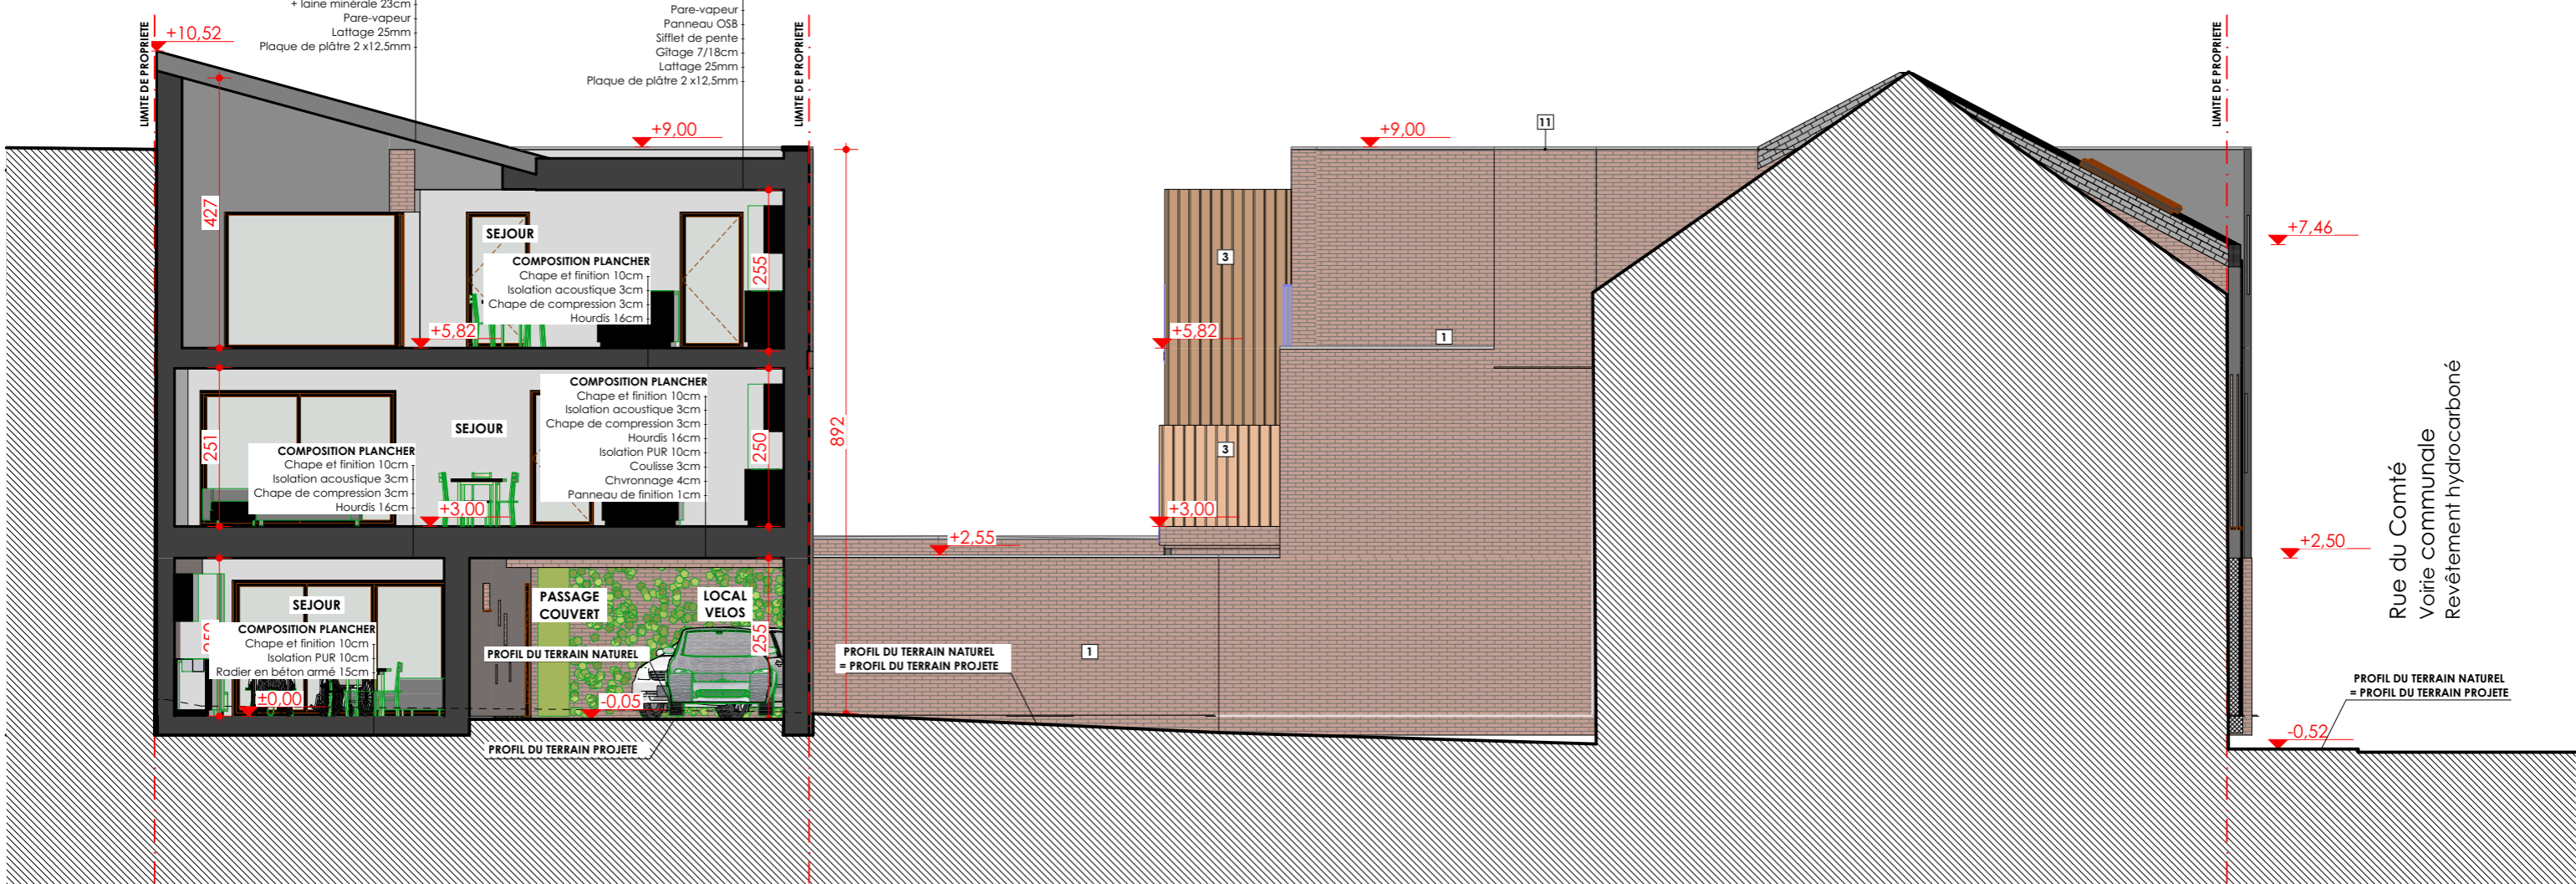 + laine minérale 23cm
Pare-vapeur
Lattage 25mm
Plaque de plâtre 2 x12,5mm
Pare-vapeur
Panneau OSB
Sifflet de pente
Gîtage 7/18cm
Lattage 25mm
Plaque de plâtre 2 x12,5mm
LIMITE DE PROPRIETE
+10,52
LIMITE DE PROPRIETE
LIMITE DE PROPRIETE
+9,00
+9,00
11
427
SEJOUR
COMPOSITION PLANCHER
Chape et finition 10cm
Isolation acoustique 3cm
Chape de compression 3cm
Hourdis 16cm
255
+5,82
3
+5,82
1
+7,46
251
SEJOUR
COMPOSITION PLANCHER
Chape et finition 10cm
Isolation acoustique 3cm
Chape de compression 3cm
Hourdis 16cm
COMPOSITION PLANCHER
Chape et finition 10cm
Isolation acoustique 3cm
Chape de compression 3cm
Hourdis 16cm
Isolation PUR 10cm
Coulisse 3cm
Chvronnage 4cm
Panneau de finition 1cm
250
+3,00
892
3
+3,00
+2,55
+2,50
SEJOUR
COMPOSITION PLANCHER
Chape et finition 10cm
Isolation PUR 10cm
Radier en béton armé 15cm
±0,00
PASSAGE
COUVERT
LOCAL
VELOS
255
PROFIL DU TERRAIN NATUREL
-0,05
PROFIL DU TERRAIN PROJETE
PROFIL DU TERRAIN NATUREL
= PROFIL DU TERRAIN PROJETE
1
Rue du Comté
Voirie communale
Revêtement hydrocarboné
PROFIL DU TERRAIN NATUREL
= PROFIL DU TERRAIN PROJETE
-0,52